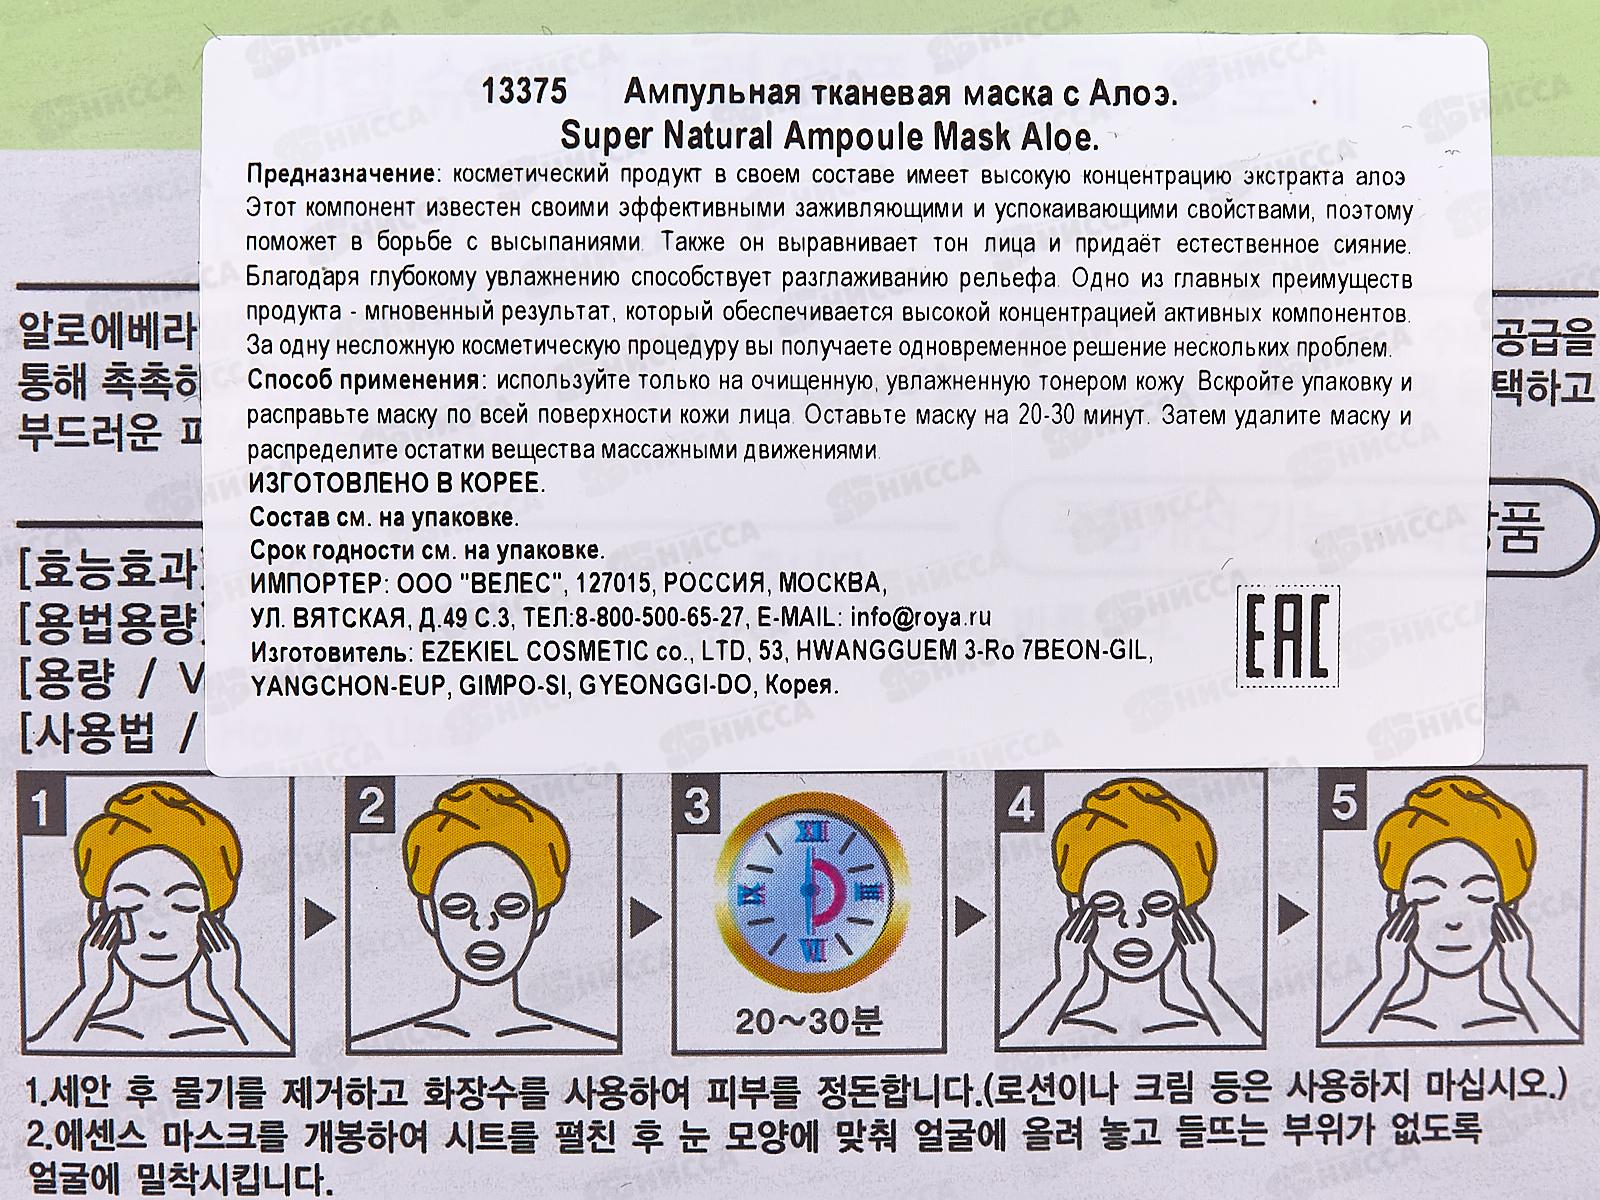 13375 Ампульная тканевая маска с Алоэ.
Super Natural Ampoule Mask Aloe.
Предназначение: косметический продукт в своем составе имеет высокую концентрацию экстракта алоэ
Этот компонент известен своими эффективными заживляющими и успокаивающими свойствами, поэтому
поможет в борьбе с высыпаниями. Также он выравнивает тон лица и придаёт естественное сияние.
Благодаря глубокому увлажнению способствует разглаживанию рельефа. Одно из главных преимуществ
продукта - мгновенный результат, который обеспечивается высокой концентрацией активных компонентов.
За одну несложную косметическую процедуру вы получаете одновременное решение нескольких проблем.
Способ применения: используйте только на очищенную, увлажненную тонером кожу. Вскройте упаковку и
расправьте маску по всей поверхности кожи лица. Оставьте маску на 20-30 минут. Затем удалите маску и
распределите остатки вещества массажными движениями.
ИЗГОТОВЛЕНО В КОРЕЕ.
Состав см. на упаковке.
Срок годности см. на упаковке.
ИМПОРТЕР: ООО "ВЕЛЕС", 127015, РОССИЯ, МОСКВА,
УЛ. ВЯТСКАЯ, Д.49 С.3, ТЕЛ:8-800-500-65-27, E-MAIL: info@roya.ru
Изготовитель: EZEKIEL COSMETIC co., LTD, 53, HWANGGUEM 3-Ro 7BEON-GIL,
YANGCHON-EUP, GIMPO-SI, GYEONGGI-DO, Корея.
EAC
알로에베라
공급을
통해 촉촉하
택하고
부드러운 피
품
[효능효과]
[용법용량]
[용량 / V
[사용법 /
1 2 3 4 5
XII III VI IX
20~30분
1.세안 후 물기를 제거하고 화장수를 사용하여 피부를 정돈합니다.(로션이나 크림 등은 사용하지 마십시오.)
2.에센스 마스크를 개봉하여 시트를 펼친 후 눈 모양에 맞춰 얼굴에 올려 놓고 들뜨는 부위가 없도록
얼굴에 밀착시킵니다.
НИССА